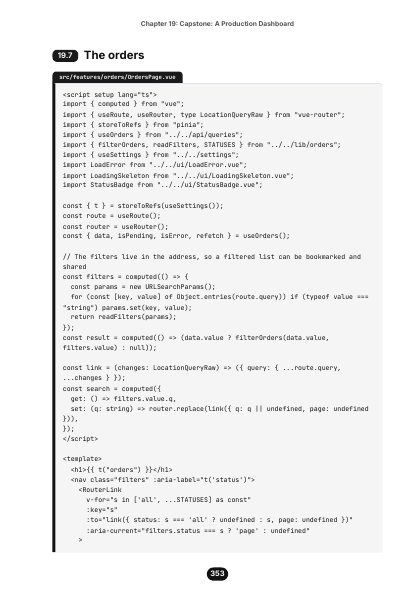 Chapter 19: Capstone: A Production Dashboard
19.7 The orders
src/features/orders/OrdersPage.vue
<script setup lang="ts">
import { computed } from "vue";
import { useRoute, useRouter, type LocationQueryRaw } from "vue-router";
import { storeToRefs } from "pinia";
import { useOrders } from "../../api/queries";
import { filterOrders, readFilters, STATUSES } from "../../lib/orders";
import { useSettings } from "../../settings";
import LoadError from "../../ui/LoadError.vue";
import LoadingSkeleton from "../../ui/LoadingSkeleton.vue";
import StatusBadge from "../../ui/StatusBadge.vue";

const { t } = storeToRefs(useSettings());
const route = useRoute();
const router = useRouter();
const { data, isPending, isError, refetch } = useOrders();

// The filters live in the address, so a filtered list can be bookmarked and
shared
const filters = computed(() => {
  const params = new URLSearchParams();
  for (const [key, value] of Object.entries(route.query)) if (typeof value ===
"string") params.set(key, value);
  return readFilters(params);
});
const result = computed(() => (data.value ? filterOrders(data.value,
filters.value) : null));

const link = (changes: LocationQueryRaw) => ({ query: { ...route.query,
...changes } });
const search = computed({
  get: () => filters.value.q,
  set: (q: string) => router.replace(link({ q: q || undefined, page: undefined
})),
});
</script>

<template>
  <h1>{{ t("orders") }}</h1>
  <nav class="filters" :aria-label="t('status')">
    <RouterLink
      v-for="s in ['all', ...STATUSES] as const"
      :key="s"
      :to="link({ status: s === 'all' ? undefined : s, page: undefined })"
      :aria-current="filters.status === s ? 'page' : undefined"
    >
353